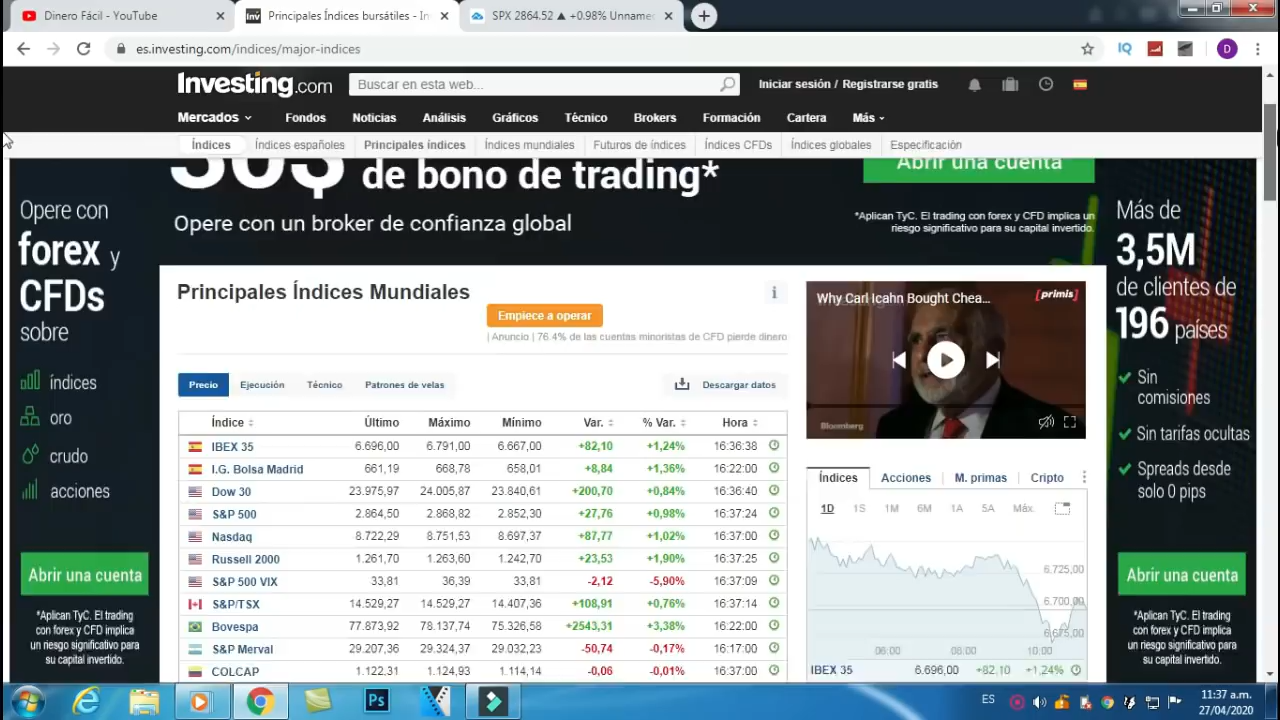 Dinero Fácil - YouTube
Principales Índices bursátiles - In
SPX 2864.52 ▲ +0.98% Unname
es.investing.com/indices/major-indices
Investing.com
Buscar en esta web...
Iniciar sesión / Registrarse gratis
Mercados Fondos Noticias Análisis Gráficos Técnico Brokers Formación Cartera Más
Índices Índices españoles Principales índices Índices mundiales Futuros de índices Índices CFDs Índices globales Especificación
30$ de bono de trading*
Opere con un broker de confianza global
Abrir una cuenta
*Aplican TyC. El trading con forex y CFD implica un
riesgo significativo para su capital invertido.
Opere con
forex y
CFDs
sobre
índices
oro
crudo
acciones
Abrir una cuenta
*Aplican TyC. El trading
con forex y CFD implica
un riesgo significativo para
su capital invertido.
Principales Índices Mundiales
Empiece a operar
| Anuncio | 76.4% de las cuentas minoristas de CFD pierde dinero
Precio Ejecución Técnico Patrones de velas Descargar datos
Índice Último Máximo Mínimo Var. % Var. Hora
IBEX 35 6.696,00 6.791,00 6.667,00 +82,10 +1,24% 16:36:38
I.G. Bolsa Madrid 661,19 668,78 658,01 +8,84 +1,36% 16:22:00
Dow 30 23.975,97 24.005,87 23.840,61 +200,70 +0,84% 16:36:40
S&P 500 2.864,50 2.868,82 2.852,30 +27,76 +0,98% 16:37:24
Nasdaq 8.722,29 8.751,53 8.697,37 +87,77 +1,02% 16:37:00
Russell 2000 1.261,70 1.263,60 1.242,70 +23,53 +1,90% 16:37:25
S&P 500 VIX 33,81 36,39 33,81 -2,12 -5,90% 16:37:09
S&P/TSX 14.529,27 14.529,27 14.407,36 +108,91 +0,76% 16:37:14
Bovespa 77.873,92 78.137,74 75.326,58 +2543,31 +3,38% 16:22:00
S&P Merval 29.207,36 29.324,37 29.032,23 -50,74 -0,17% 16:17:00
COLCAP 1.122,31 1.123,10 1.114,14 -0,06 -0,01% 16:37:00
Why Carl Icahn Bought Chea...
[primis]
Bloomberg
Índices Acciones M. primas Cripto
1D 1S 1M 6M 1A 5A Máx.
6.725,00
6.700,00
6.675,00
06:00 08:00 10:00
IBEX 35 6.696,00 +82,10 +1,24%
Más de
3,5M
de clientes de
196 países
Sin
comisiones
Sin tarifas ocultas
Spreads desde
solo 0 pips
Abrir una cuenta
*Aplican TyC. El trading
con forex y CFD implica
un riesgo significativo para
su capital invertido.
IQ
D
Ps
ES
11:37 a.m.
27/04/2020